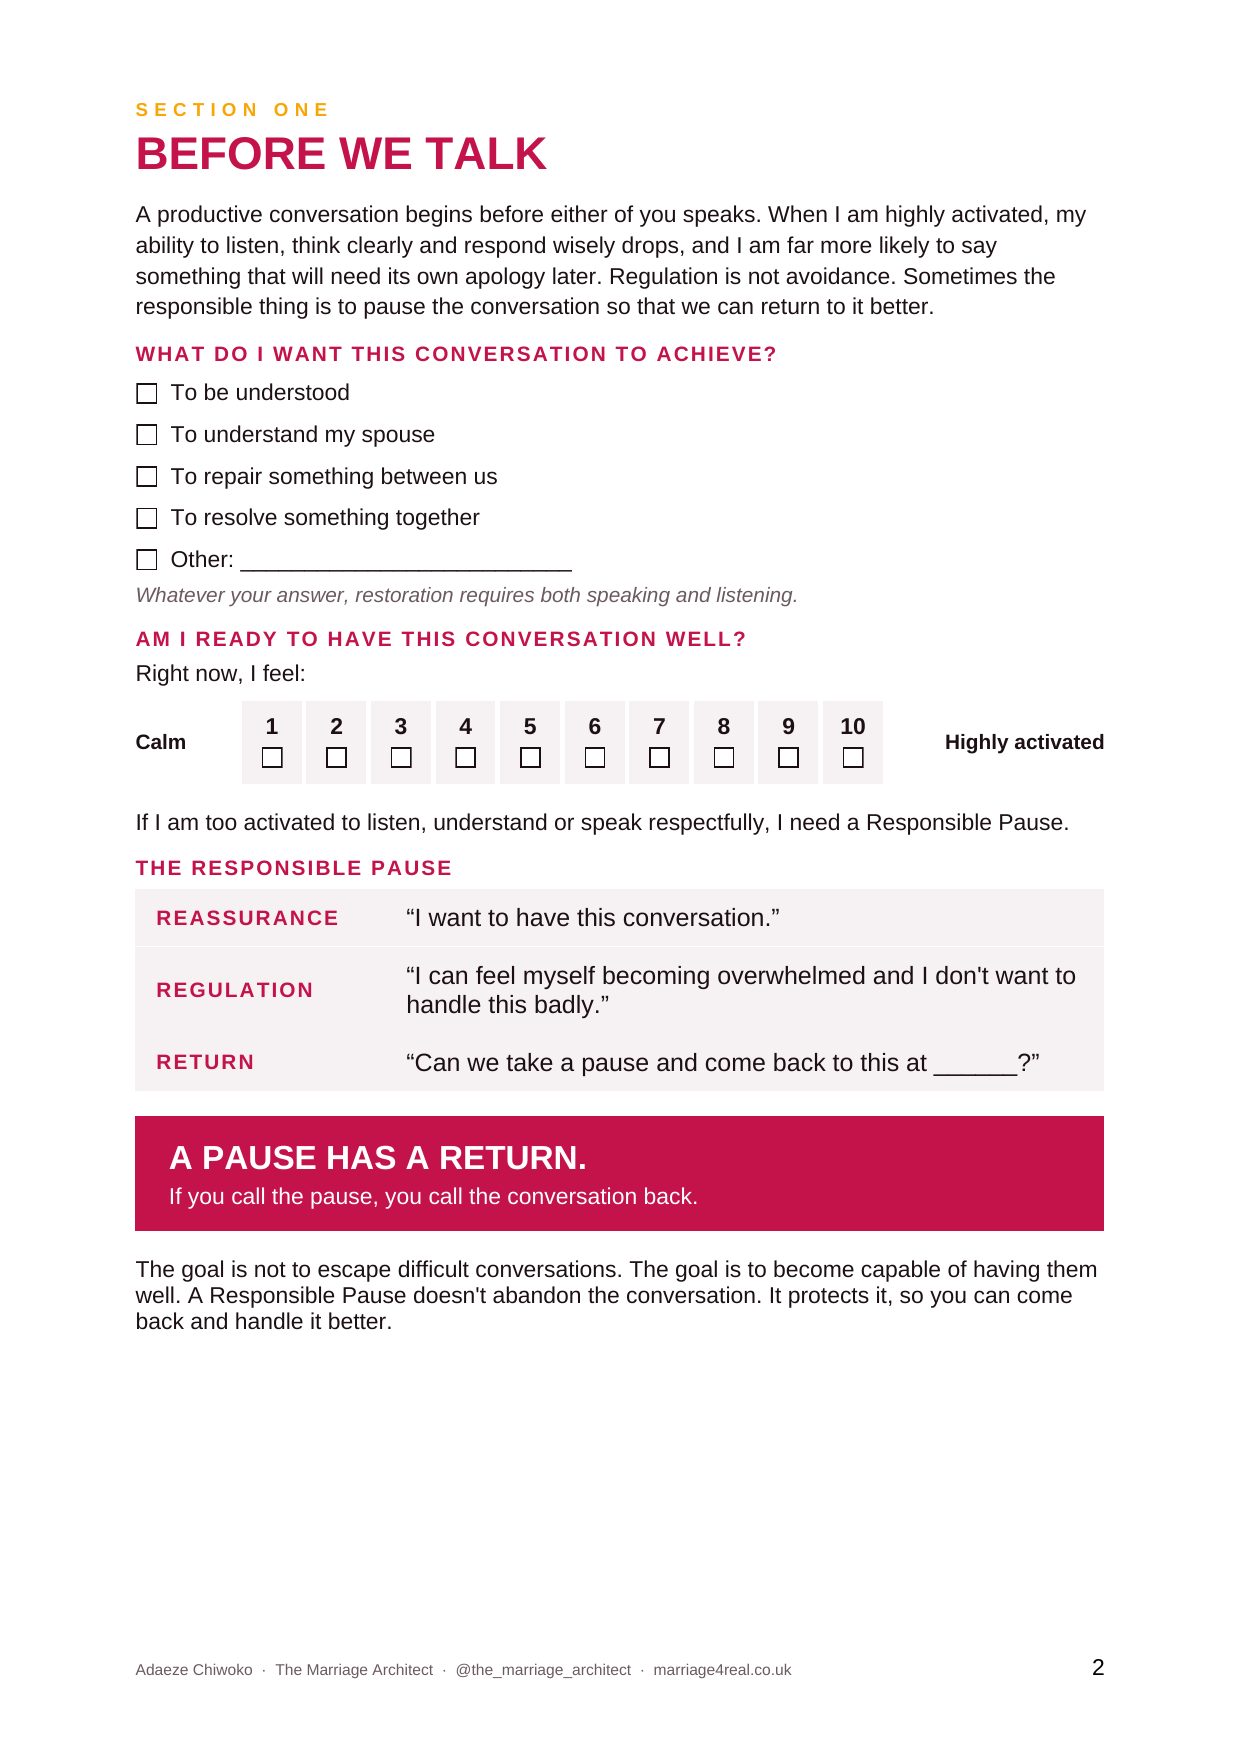 SECTION ONE
BEFORE WE TALK
A productive conversation begins before either of you speaks. When I am highly activated, my
ability to listen, think clearly and respond wisely drops, and I am far more likely to say
something that will need its own apology later. Regulation is not avoidance. Sometimes the
responsible thing is to pause the conversation so that we can return to it better.
WHAT DO I WANT THIS CONVERSATION TO ACHIEVE?
☐ To be understood
☐ To understand my spouse
☐ To repair something between us
☐ To resolve something together
☐ Other: ___________________________
Whatever your answer, restoration requires both speaking and listening.
AM I READY TO HAVE THIS CONVERSATION WELL?
Right now, I feel:
Calm 1 2 3 4 5 6 7 8 9 10 Highly activated
☐ ☐ ☐ ☐ ☐ ☐ ☐ ☐ ☐ ☐
If I am too activated to listen, understand or speak respectfully, I need a Responsible Pause.
THE RESPONSIBLE PAUSE
REASSURANCE “I want to have this conversation.”
REGULATION “I can feel myself becoming overwhelmed and I don't want to
handle this badly.”
RETURN “Can we take a pause and come back to this at ______?”
A PAUSE HAS A RETURN.
If you call the pause, you call the conversation back.
The goal is not to escape difficult conversations. The goal is to become capable of having them
well. A Responsible Pause doesn't abandon the conversation. It protects it, so you can come
back and handle it better.
Adaeze Chiwoko · The Marriage Architect · @the_marriage_architect · marriage4real.co.uk 2